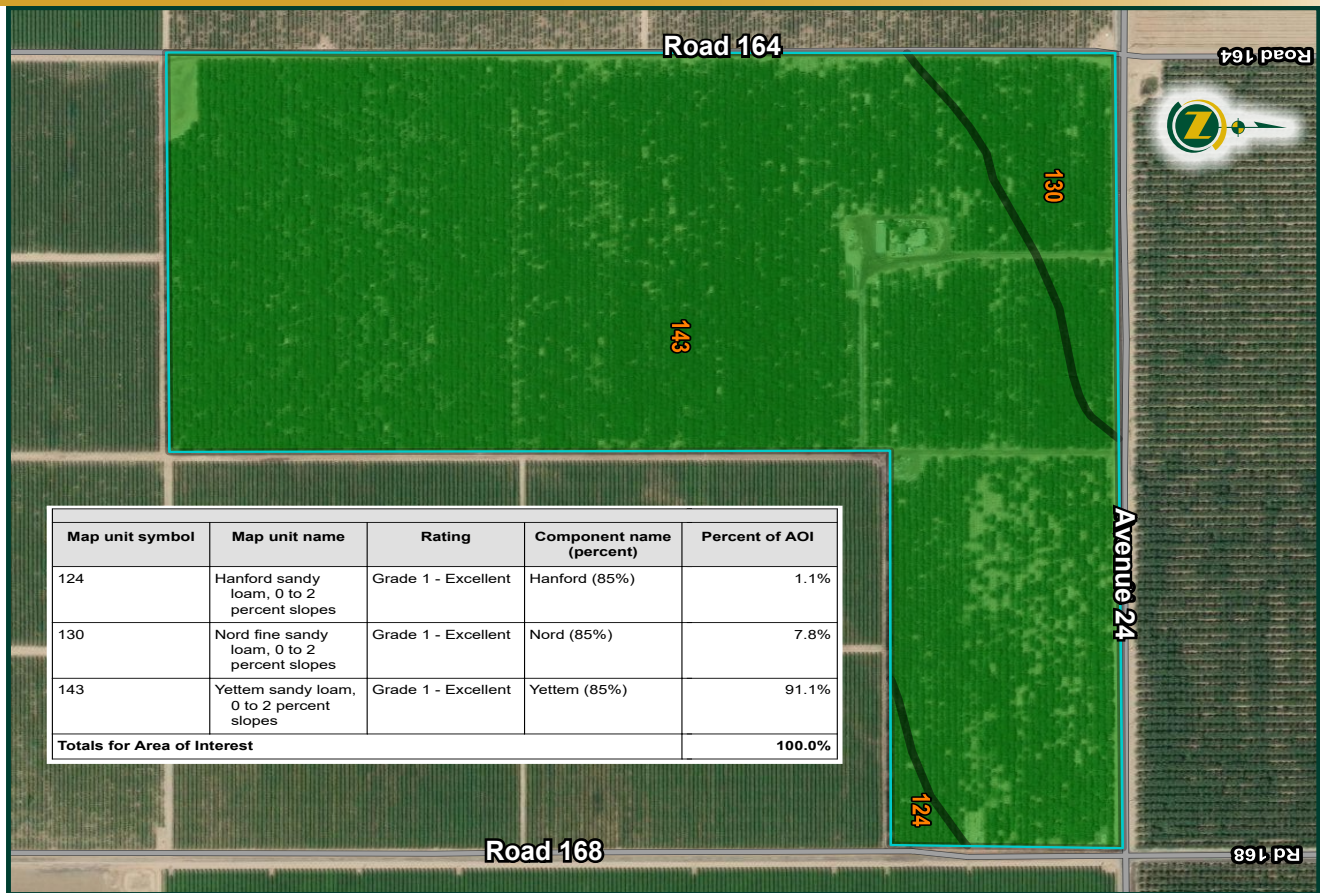 Road 164
Road 164
Z
130
143
Map unit symbol Map unit name Rating Component name (percent) Percent of AOI
124 Hanford sandy loam, 0 to 2 percent slopes Grade 1 - Excellent Hanford (85%) 1.1%
130 Nord fine sandy loam, 0 to 2 percent slopes Grade 1 - Excellent Nord (85%) 7.8%
143 Yettem sandy loam, 0 to 2 percent slopes Grade 1 - Excellent Yettem (85%) 91.1%
Totals for Area of Interest 100.0%
Avenue 24
124
Road 168
Rd 168